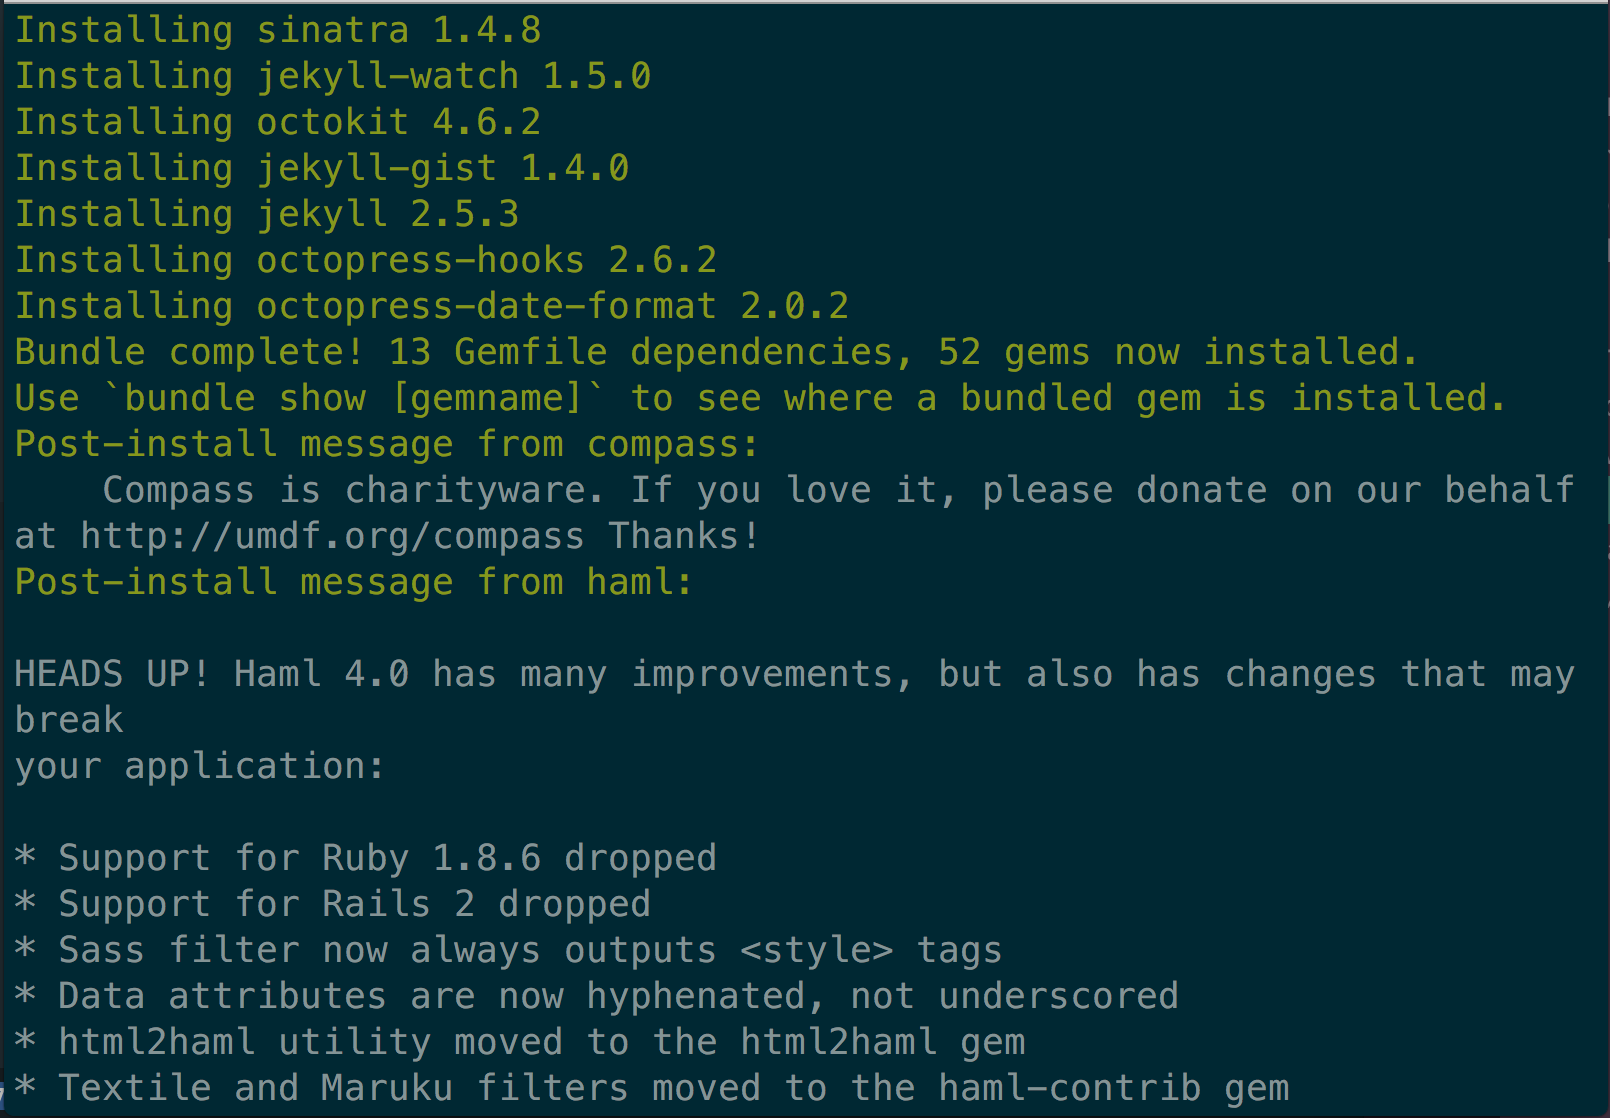 Installing sinatra 1.4.8
Installing jekyll-watch 1.5.0
Installing octokit 4.6.2
Installing jekyll-gist 1.4.0
Installing jekyll 2.5.3
Installing octopress-hooks 2.6.2
Installing octopress-date-format 2.0.2
Bundle complete! 13 Gemfile dependencies, 52 gems now installed.
Use `bundle show [gemname]` to see where a bundled gem is installed.
Post-install message from compass:
    Compass is charityware. If you love it, please donate on our behalf
at http://umdf.org/compass Thanks!
Post-install message from haml:

HEADS UP! Haml 4.0 has many improvements, but also has changes that may
break
your application:

* Support for Ruby 1.8.6 dropped
* Support for Rails 2 dropped
* Sass filter now always outputs <style> tags
* Data attributes are now hyphenated, not underscored
* html2haml utility moved to the html2haml gem
* Textile and Maruku filters moved to the haml-contrib gem